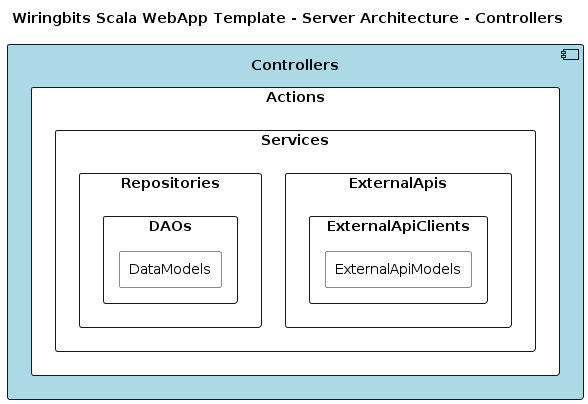 Wiringbits Scala WebApp Template - Server Architecture - Controllers
Controllers
Actions
Services
Repositories
ExternalApis
DAOs
ExternalApiClients
DataModels
ExternalApiModels